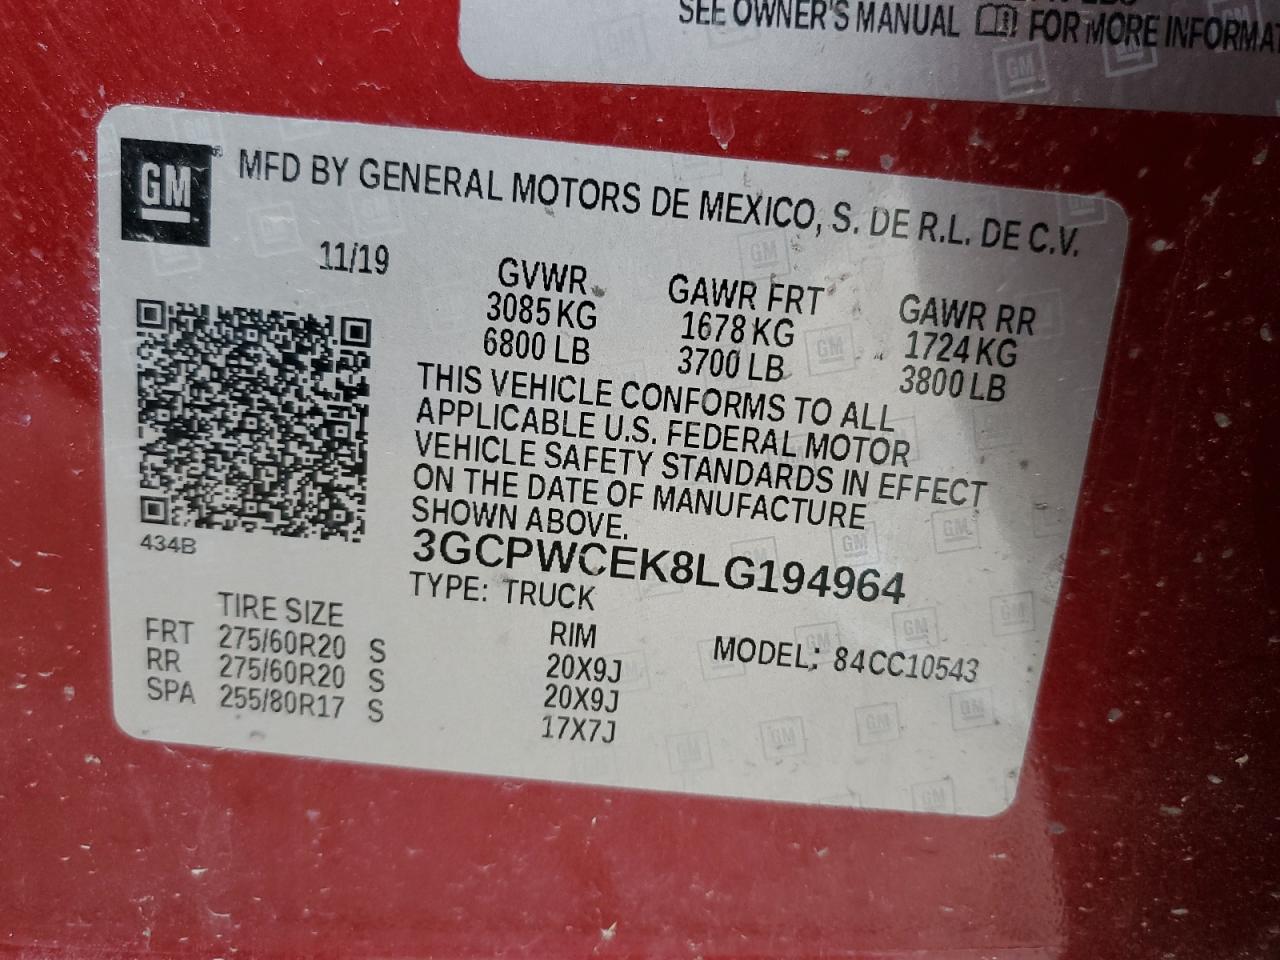 SEE OWNER'S MANUAL FOR MORE
GM
MFD BY GENERAL MOTORS DE MEXICO, S. DE R.L. DE C.V.
11/19
GVWR
3085 KG
6800 LB
GAWR FRT
1678 KG
3700 LB
GAWR RR
1724 KG
3800 LB
THIS VEHICLE CONFORMS TO ALL
APPLICABLE U.S. FEDERAL MOTOR
VEHICLE SAFETY STANDARDS IN EFFECT
ON THE DATE OF MANUFACTURE
SHOWN ABOVE.
434B
3GCPWCEK8LG194964
TYPE: TRUCK
MODEL: 84CC10543
TIRE SIZE RIM
FRT 275/60R20 S 20X9J
RR 275/60R20 S 20X9J
SPA 255/80R17 S 17X7J